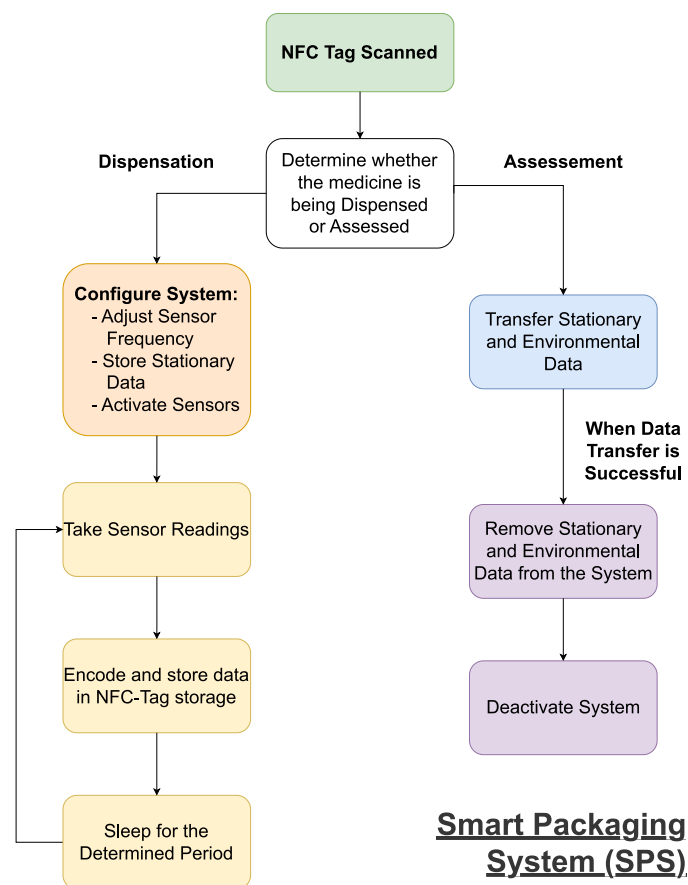 NFC Tag Scanned
Dispensation
Determine whether
the medicine is
being Dispensed
or Assessed
Assessement
Configure System:
- Adjust Sensor
Frequency
- Store Stationary
Data
- Activate Sensors
Transfer Stationary
and Environmental
Data
When Data
Transfer is
Successful
Take Sensor Readings
Remove Stationary
and Environmental
Data from the System
Encode and store data
in NFC-Tag storage
Deactivate System
Sleep for the
Determined Period
Smart Packaging
System (SPS)